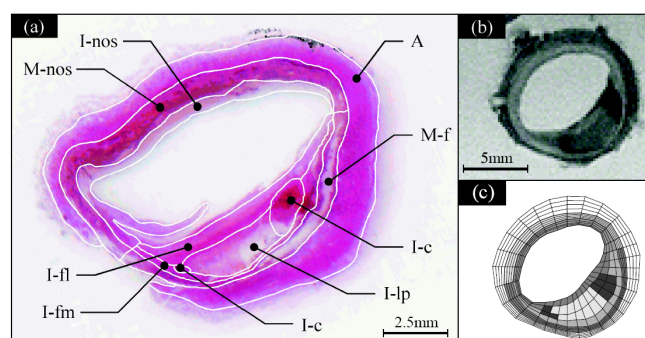 (a)
I-nos
M-nos
A
M-f
I-c
I-fl
I-lp
I-fm
I-c
2.5mm
(b)
5mm
(c)